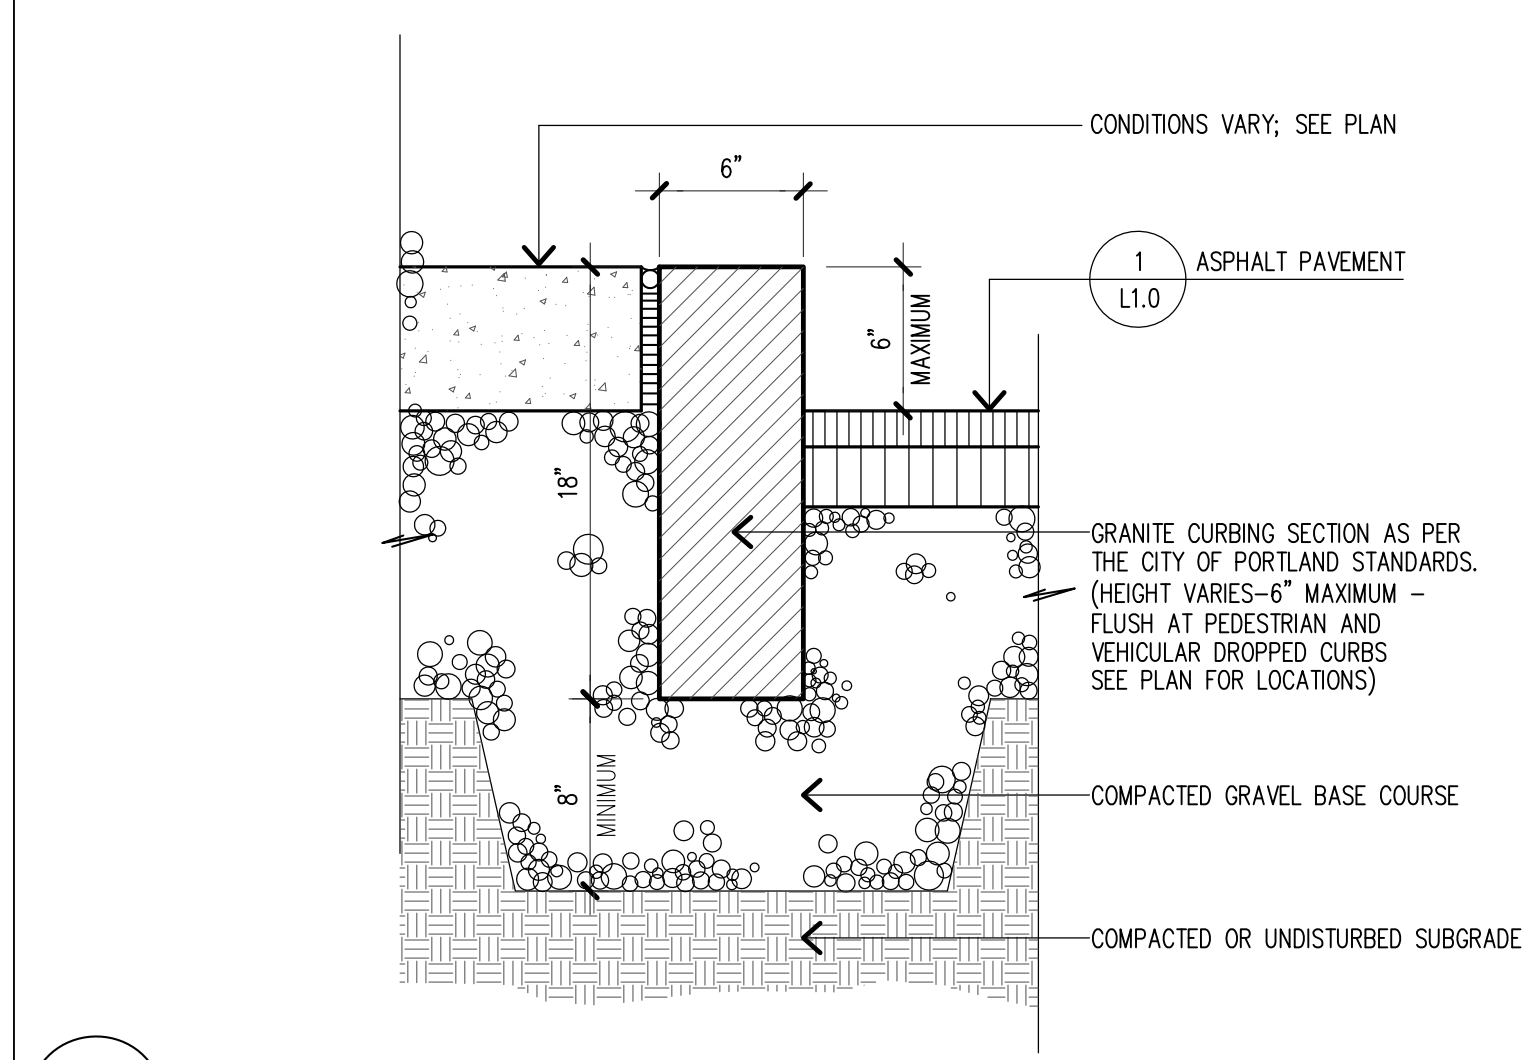 CONDITIONS VARY; SEE PLAN
6"
1
L1.0
ASPHALT PAVEMENT
6"
MAXIMUM
18"
GRANITE CURBING SECTION AS PER
THE CITY OF PORTLAND STANDARDS.
(HEIGHT VARIES-6" MAXIMUM -
FLUSH AT PEDESTRIAN AND
VEHICULAR DROPPED CURBS
SEE PLAN FOR LOCATIONS)
8"
MINIMUM
COMPACTED GRAVEL BASE COURSE
COMPACTED OR UNDISTURBED SUBGRADE